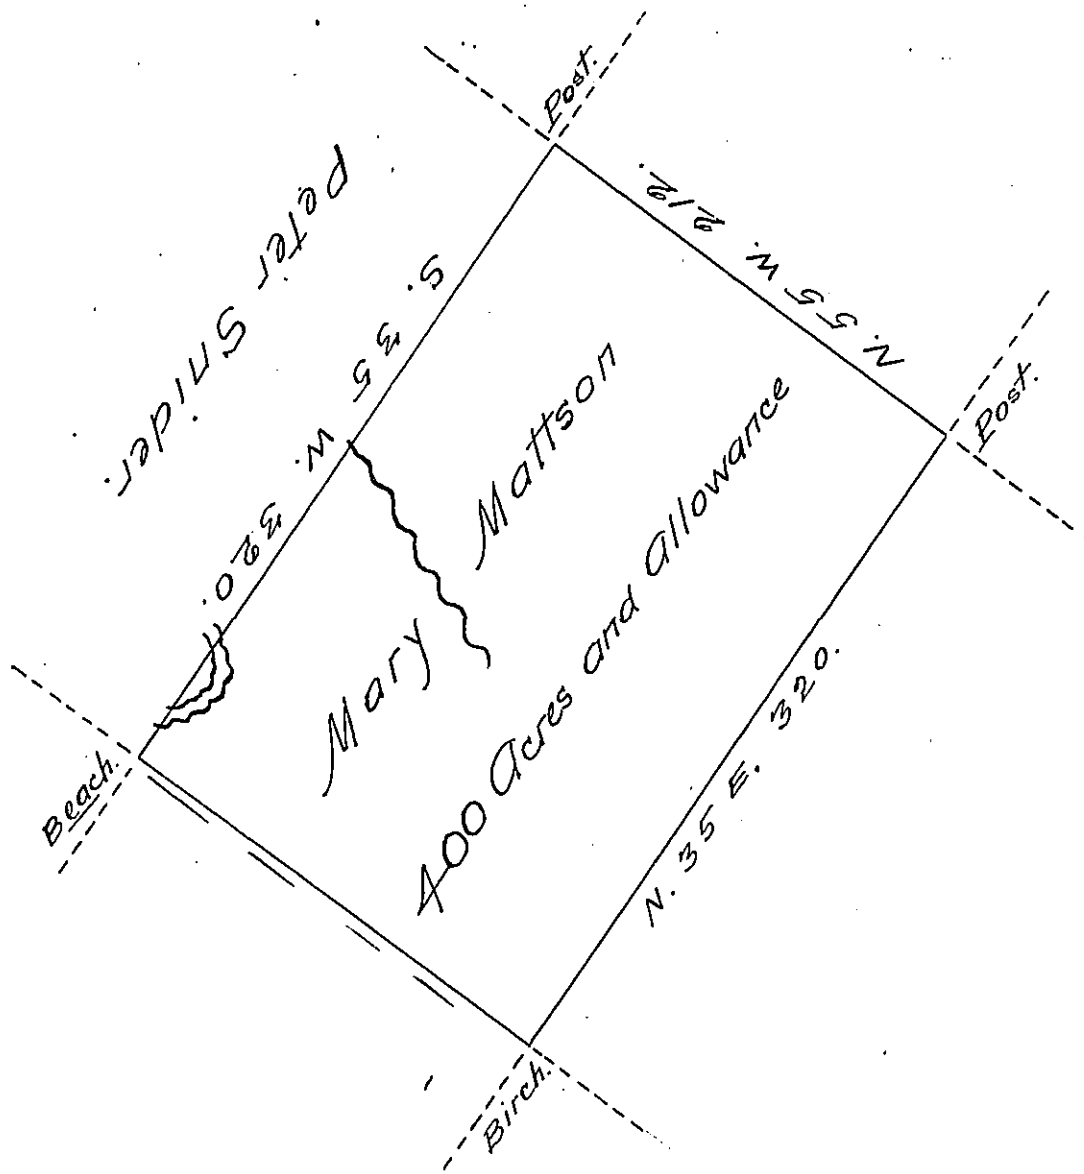 Post.
Peter Snider.
N. 55 W. 212.
S. 35 W. 320.
Post.
Mary Mattson
400 Acres and allowance
Beach.
N. 35 E. 320.
Birch.